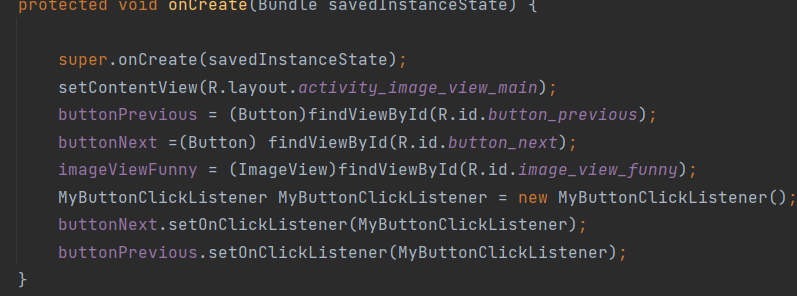 protected void onCreate(Bundle savedInstanceState) {
super.onCreate(savedInstanceState);
setContentView(R.layout.activity_image_view_main);
buttonPrevious = (Button)findViewById(R.id.button_previous);
buttonNext =(Button) findViewById(R.id.button_next);
imageViewFunny = (ImageView)findViewById(R.id.image_view_funny);
MyButtonClickListener MyButtonClickListener = new MyButtonClickListener();
buttonNext.setOnClickListener(MyButtonClickListener);
buttonPrevious.setOnClickListener(MyButtonClickListener);
}